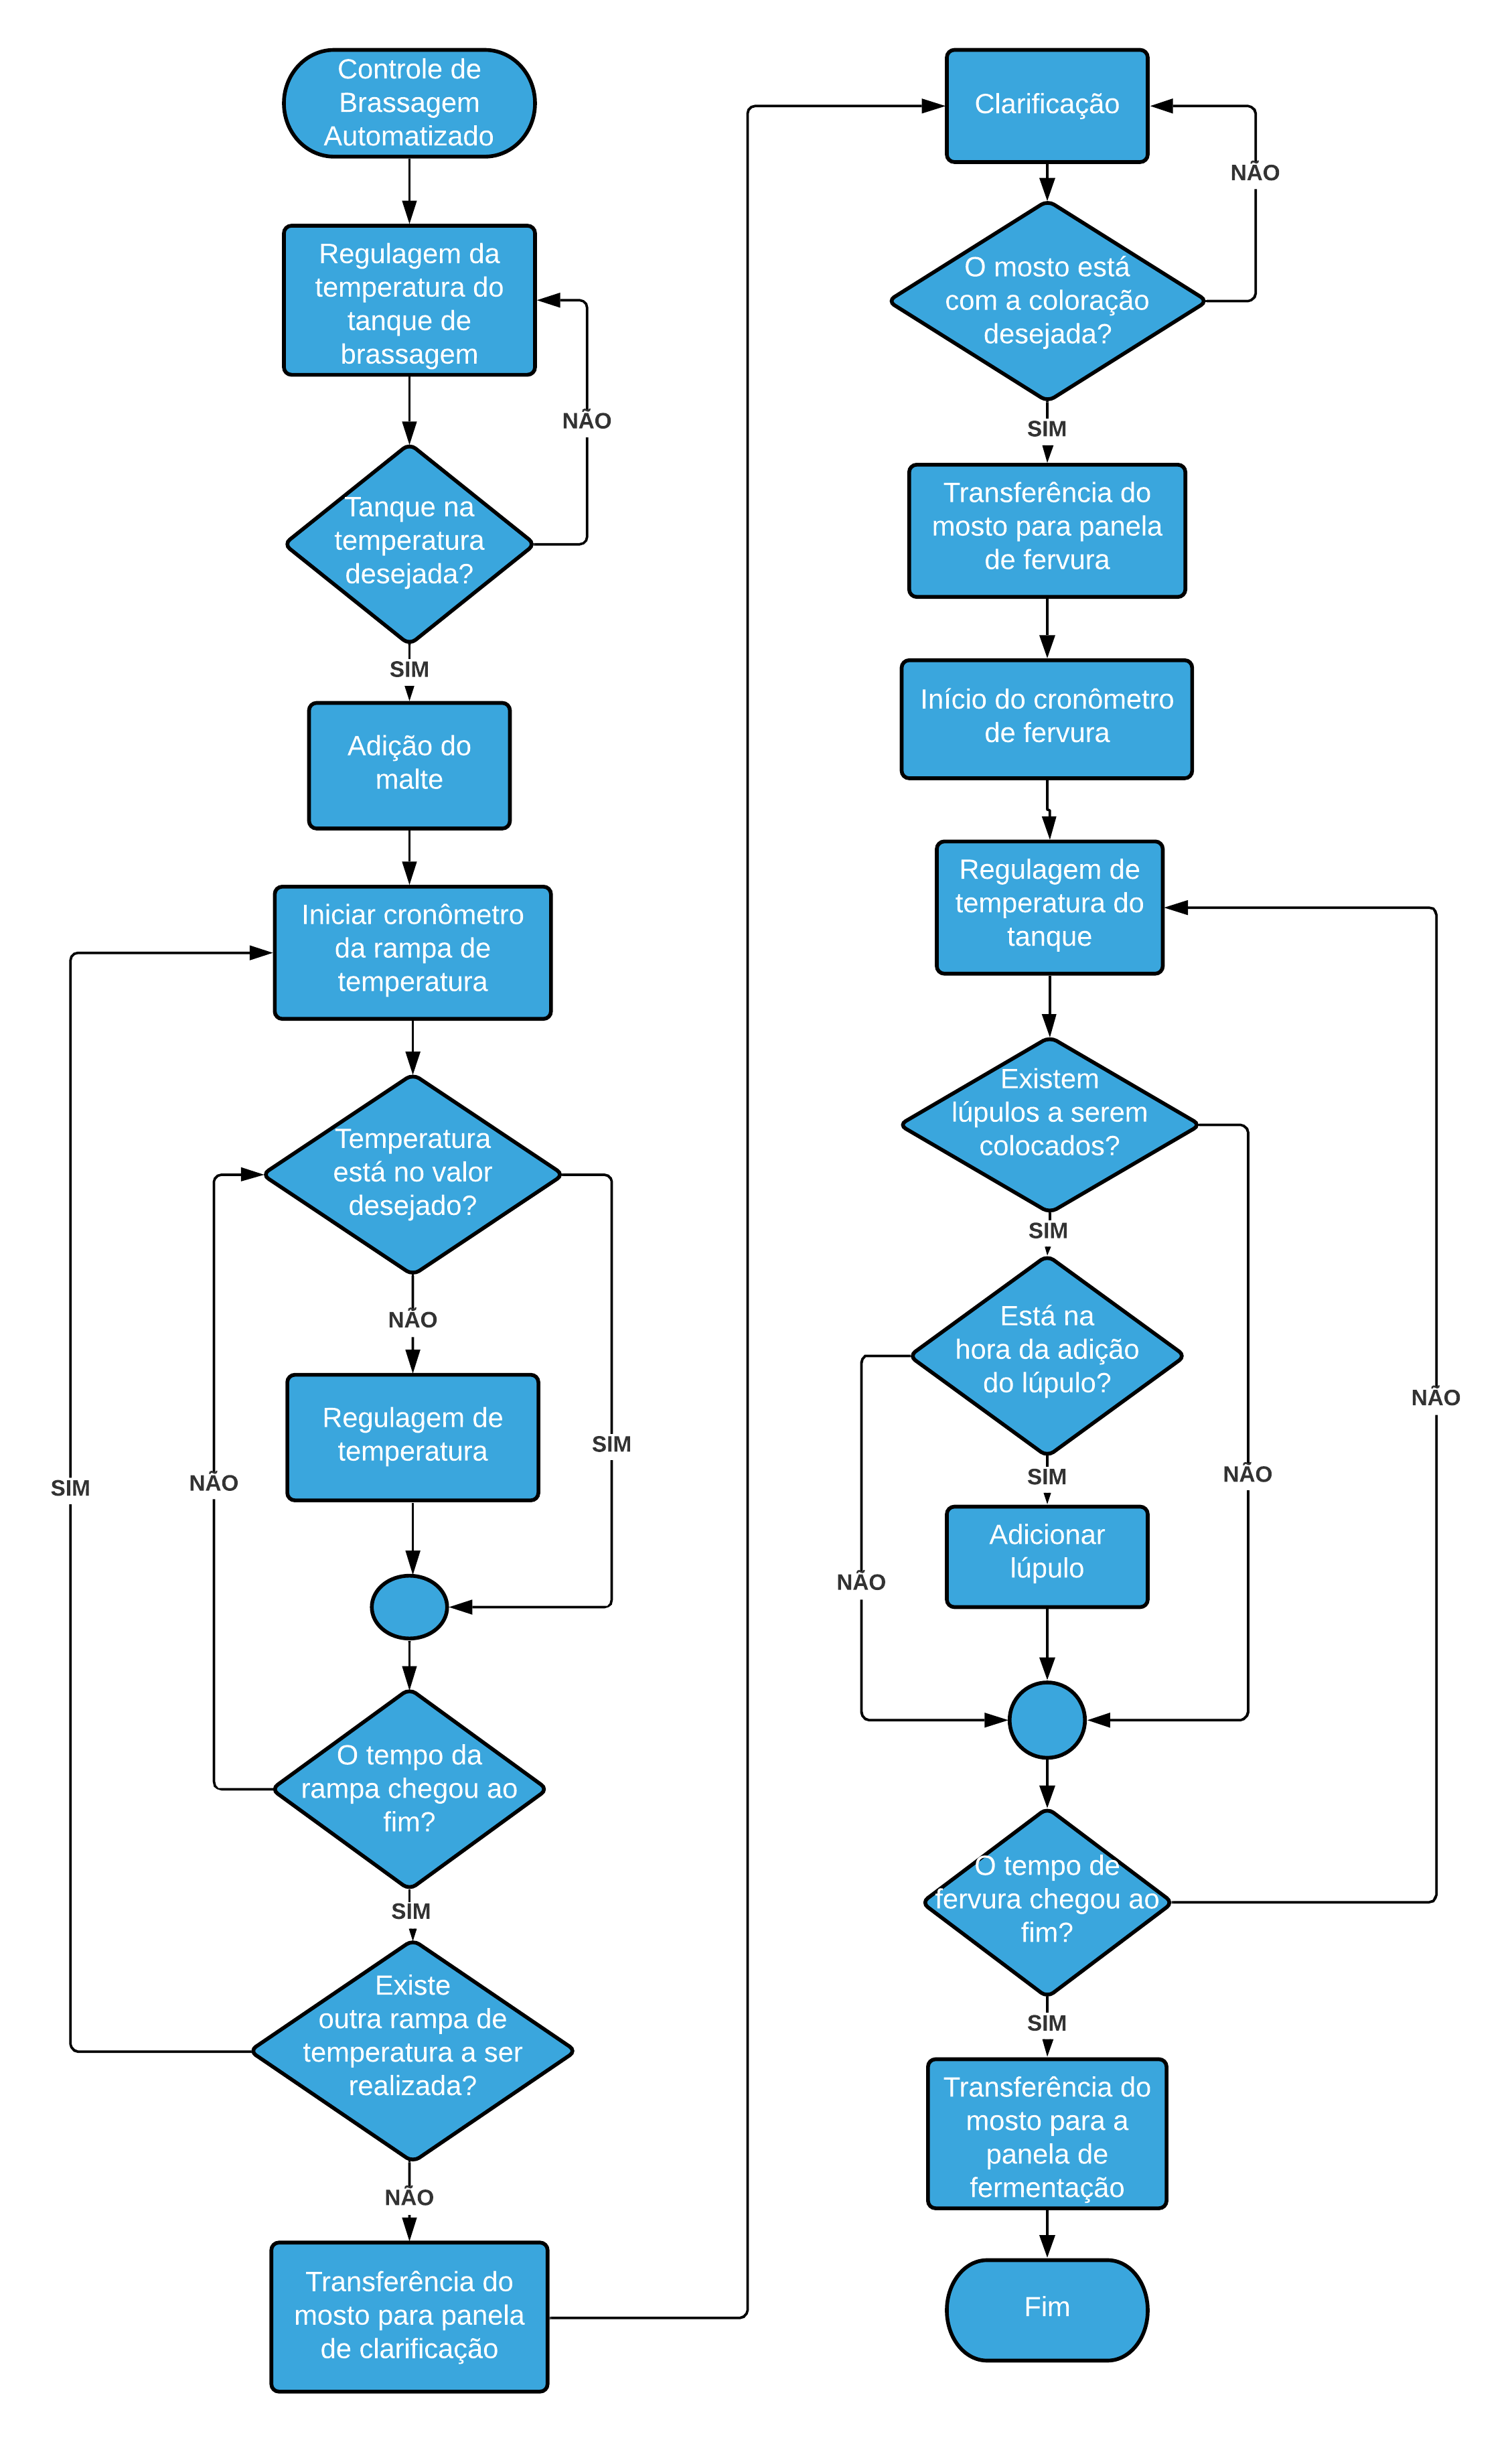 Controle de
Brassagem
Automatizado
Regulagem da
temperatura do
tanque de
brassagem
NÃO
Tanque na
temperatura
desejada?
SIM
Adição do
malte
Iniciar cronômetro
da rampa de
temperatura
Temperatura
está no valor
desejado?
NÃO
Regulagem de
temperatura
SIM
NÃO
SIM
O tempo da
rampa chegou ao
fim?
SIM
Existe
outra rampa de
temperatura a ser
realizada?
NÃO
Transferência do
mosto para panela
de clarificação
Clarificação
NÃO
O mosto está
com a coloração
desejada?
SIM
Transferência do
mosto para panela
de fervura
Início do cronômetro
de fervura
Regulagem de
temperatura do
tanque
Existem
lúpulos a serem
colocados?
SIM
Está na
hora da adição
do lúpulo?
NÃO
SIM
NÃO
Adicionar
lúpulo
NÃO
O tempo de
fervura chegou ao
fim?
SIM
Transferência do
mosto para a
panela de
fermentação
Fim